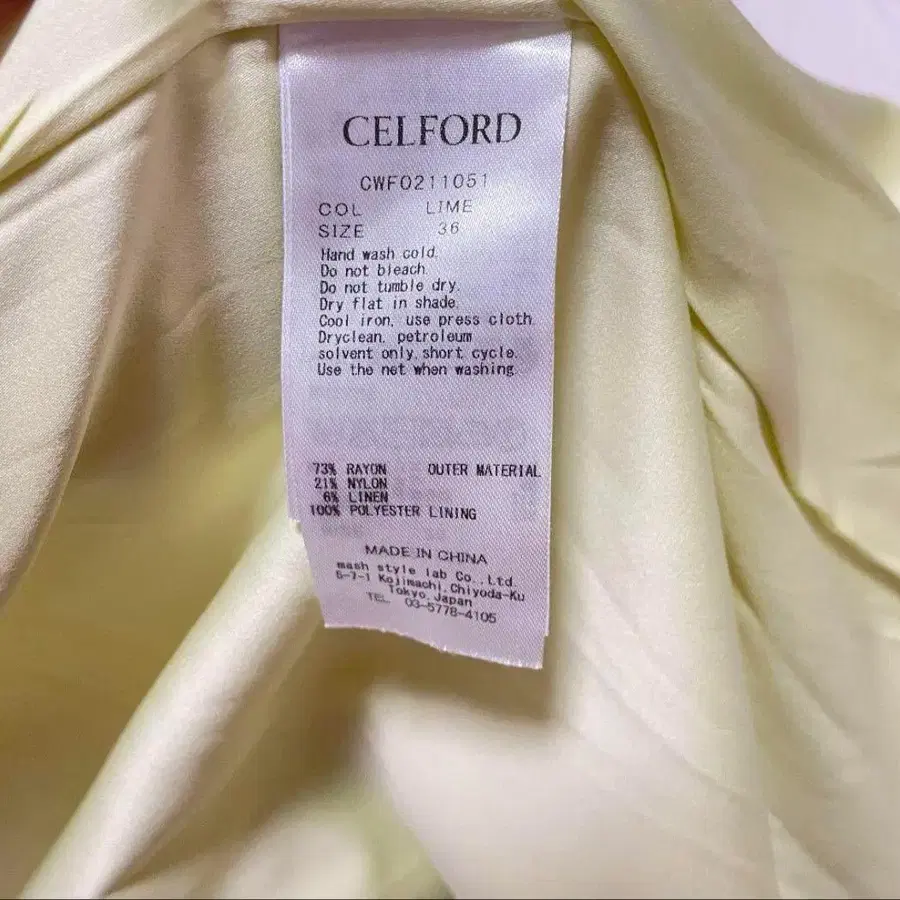 CELFORD
CWF0211051
COL LIME
SIZE 36
Hand wash cold.
Do not bleach.
Do not tumble dry.
Dry flat in shade.
Cool iron, use press cloth.
Dryclean, petroleum
solvent only, short cycle.
Use the net when washing.
73% RAYON OUTER MATERIAL
21% NYLON
6% LINEN
100% POLYESTER LINING
MADE IN CHINA
mash style lab Co., Ltd.
5-7-1 Kojimachi, Chiyoda-Ku
Tokyo, Japan
TEL 03-5778-4105